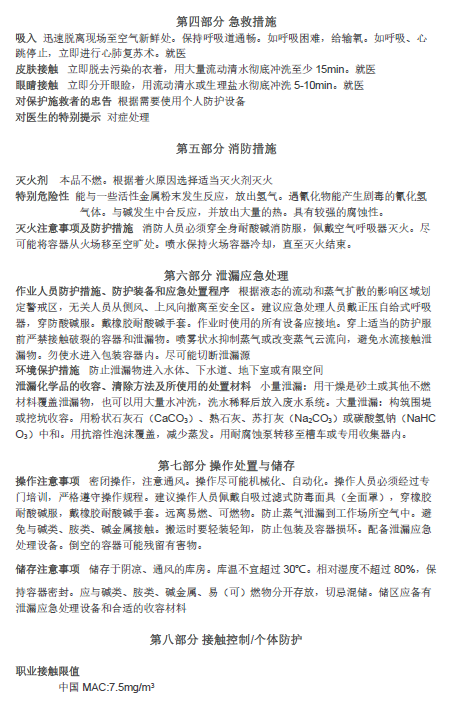 第四部分 急救措施
吸入 迅速脱离现场至空气新鲜处。保持呼吸道通畅。如呼吸困难，给输氧。如呼吸、心
跳停止，立即进行心肺复苏术。就医
皮肤接触 立即脱去污染的衣着，用大量流动清水彻底冲洗至少 15min。就医
眼睛接触 立即分开眼睑，用流动清水或生理盐水彻底冲洗 5-10min。就医
对保护施救者的忠告 根据需要使用个人防护设备
对医生的特别提示 对症处理
第五部分 消防措施
灭火剂 本品不燃。根据着火原因选择适当灭火剂灭火
特别危险性 能与一些活性金属粉末发生反应，放出氢气。遇氰化物能产生剧毒的氰化氢
气体。与碱发生中合反应，并放出大量的热。具有较强的腐蚀性。
灭火注意事项及防护措施 消防人员必须穿全身耐酸碱消防服，佩戴空气呼吸器灭火。尽
可能将容器从火场移至空旷处。喷水保持火场容器冷却，直至灭火结束。
第六部分 泄漏应急处理
作业人员防护措施、防护装备和应急处置程序 根据液态的流动和蒸气扩散的影响区域划
定警戒区，无关人员从侧风、上风向撤离至安全区。建议应急处理人员戴正压自给式呼吸
器，穿防酸碱服。戴橡胶耐酸碱手套。作业时使用的所有设备应接地。穿上适当的防护服
前严禁接触破裂的容器和泄漏物。喷雾状水抑制蒸气或改变蒸气云流向，避免水流接触泄
漏物。勿使水进入包装容器内。尽可能切断泄漏源
环境保护措施 防止泄漏物进入水体、下水道、地下室或有限空间
泄漏化学品的收容、清除方法及所使用的处置材料 小量泄漏：用干燥是砂土或其他不燃
材料覆盖泄漏物，也可以用大量水冲洗，洗水稀释后放入废水系统。大量泄漏：构筑围堤
或挖坑收容。用粉状石灰石（CaCO₃）、熟石灰、苏打灰（Na₂CO₃）或碳酸氢钠（NaHC
O₃）中和。用抗溶性泡沫覆盖，减少蒸发。用耐腐蚀泵转移至槽车或专用收集器内。
第七部分 操作处置与储存
操作注意事项 密闭操作，注意通风。操作尽可能机械化、自动化。操作人员必须经过专
门培训，严格遵守操作规程。建议操作人员佩戴自吸过滤式防毒面具（全面罩），穿橡胶
耐酸碱服，戴橡胶耐酸碱手套。远离易燃、可燃物。防止蒸气泄漏到工作场所空气中。避
免与碱类、胺类、碱金属接触。搬运时要轻装轻卸，防止包装及容器损坏。配备泄漏应急
处理设备。倒空的容器可能残留有害物。
储存注意事项 储存于阴凉、通风的库房。库温不宜超过 30℃。相对湿度不超过 80%，保
持容器密封。应与碱类、胺类、碱金属、易（可）燃物分开存放，切忌混储。储区应备有
泄漏应急处理设备和合适的收容材料
第八部分 接触控制/个体防护
职业接触限值
中国 MAC:7.5mg/m³